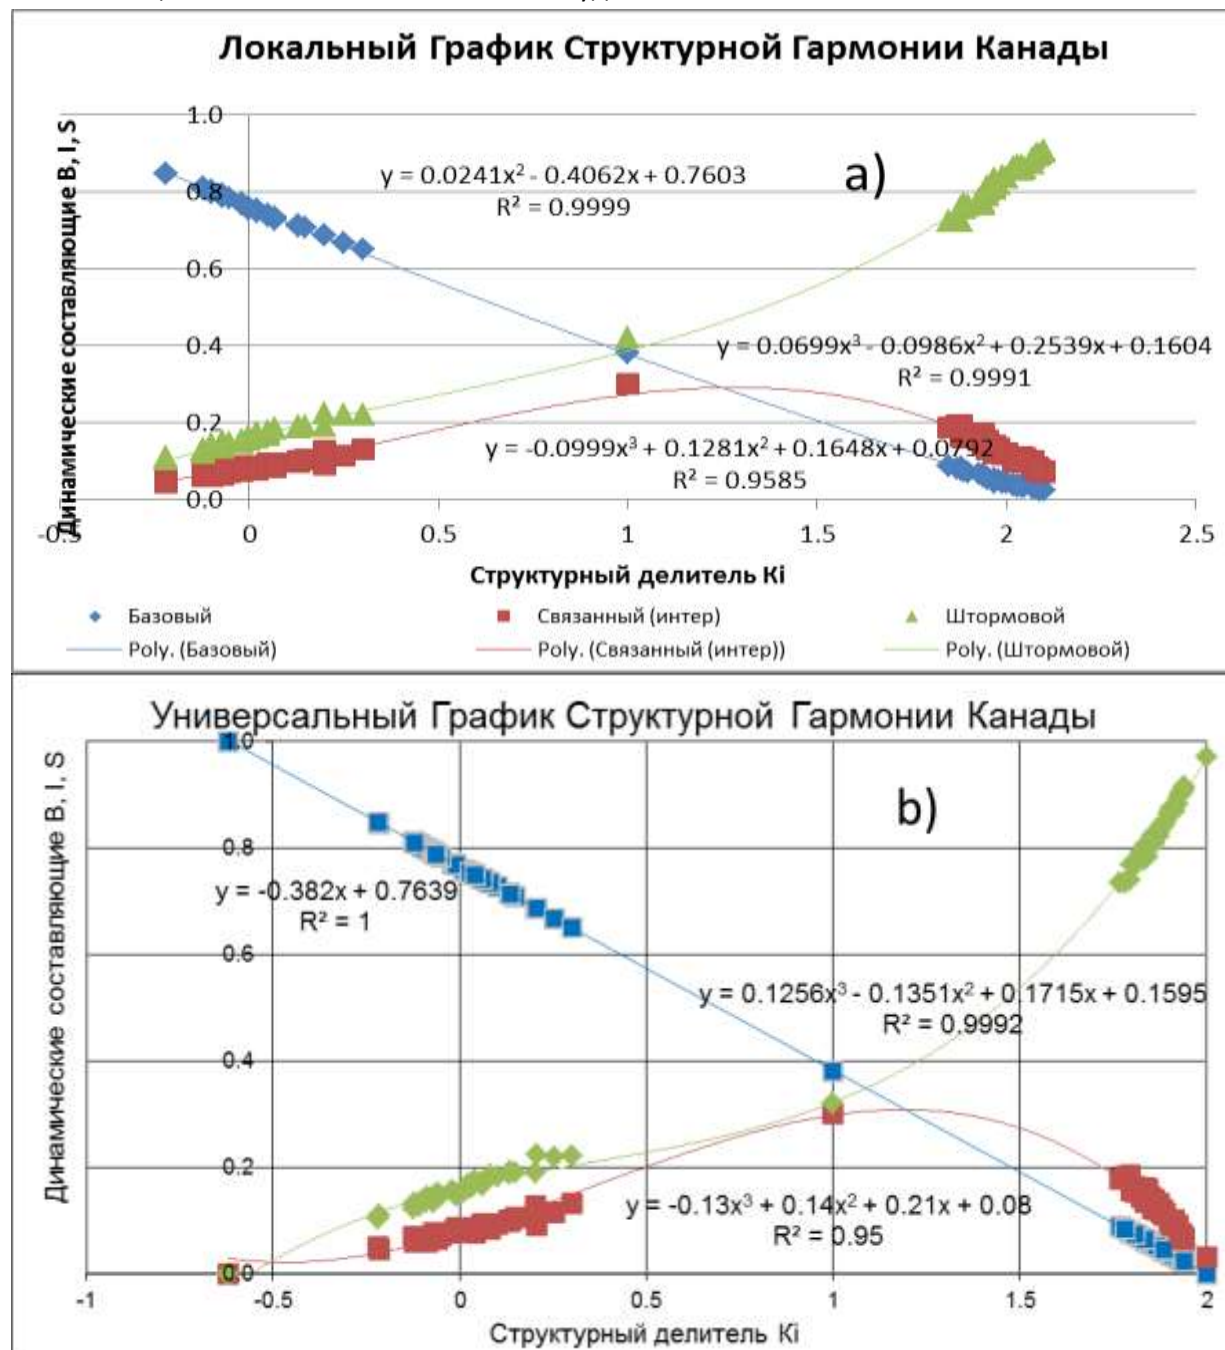 Локальный График Структурной Гармонии Канады
Динамические составляющие B, I, S
1.0
0.8
0.6
0.4
0.2
0.0
y = 0.0241x² - 0.4062x + 0.7603
R² = 0.9999
a)
y = 0.0699x³ - 0.0986x² + 0.2539x + 0.1604
R² = 0.9991
y = -0.0999x³ + 0.1281x² + 0.1648x + 0.0792
R² = 0.9585
-0.5 0 0.5 1 1.5 2 2.5
Структурный делитель Ki
Базовый Связанный (интер) Штормовой
Poly. (Базовый) Poly. (Связанный (интер)) Poly. (Штормовой)
Универсальный График Структурной Гармонии Канады
Динамические составляющие B, I, S
1.0
0.8
0.6
0.4
0.2
0.0
b)
y = -0.382x + 0.7639
R² = 1
y = 0.1256x³ - 0.1351x² + 0.1715x + 0.1595
R² = 0.9992
y = -0.13x³ + 0.14x² + 0.21x + 0.08
R² = 0.95
-1 -0.5 0 0.5 1 1.5 2
Структурный делитель Ki